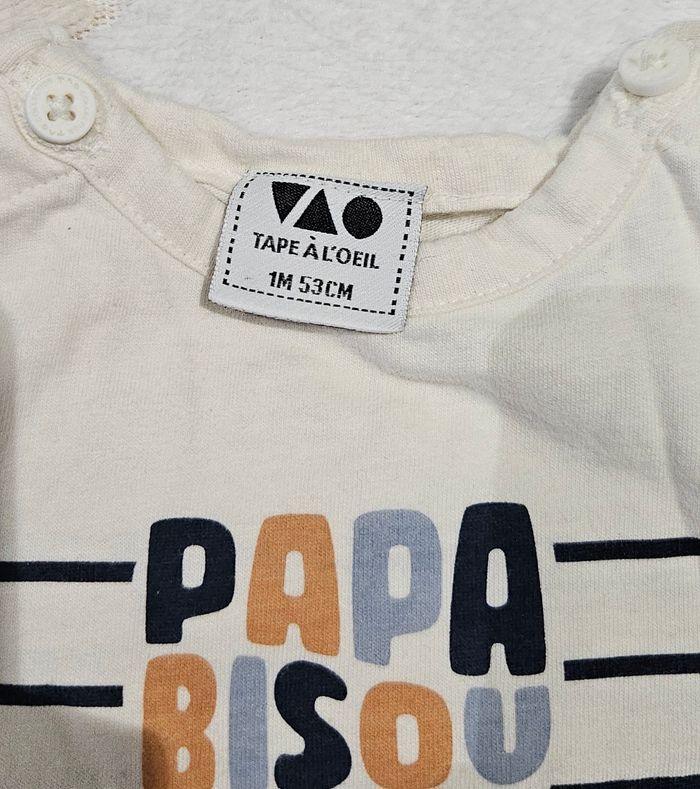 TAPE À L'OEIL
1M 53CM
PAPA
BISOU